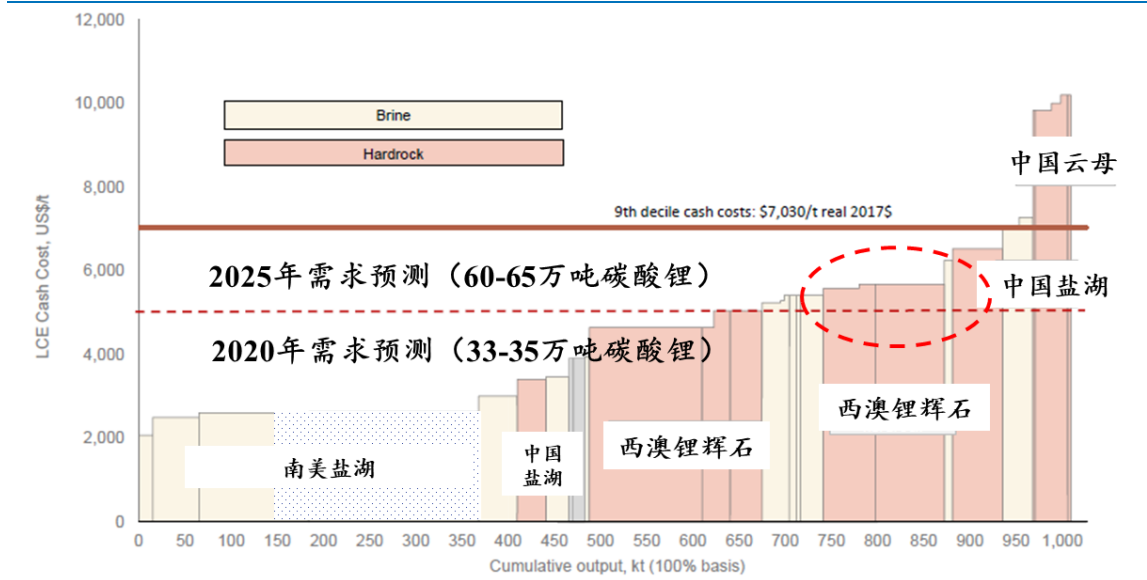 12,000
10,000
8,000
6,000
4,000
2,000
0
LCE Cash Cost, US$/t
Brine
Hardrock
中国云母
9th decile cash costs: $7,030/t real 2017$
2025年需求预测（60-65万吨碳酸锂）
中国盐湖
2020年需求预测（33-35万吨碳酸锂）
西澳锂辉石
南美盐湖
中国
盐湖
西澳锂辉石
0 50 100 150 200 250 300 350 400 450 500 550 600 650 700 750 800 850 900 950 1,000
Cumulative output, kt (100% basis)